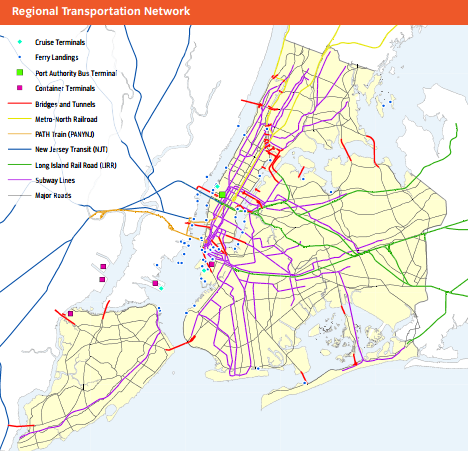 Regional Transportation Network
Cruise Terminals
Ferry Landings
Port Authority Bus Terminal
Container Terminals
Bridges and Tunnels
Metro-North Railroad
PATH Train (PANYNJ)
New Jersey Transit (NJT)
Long Island Rail Road (LIRR)
Subway Lines
Major Roads